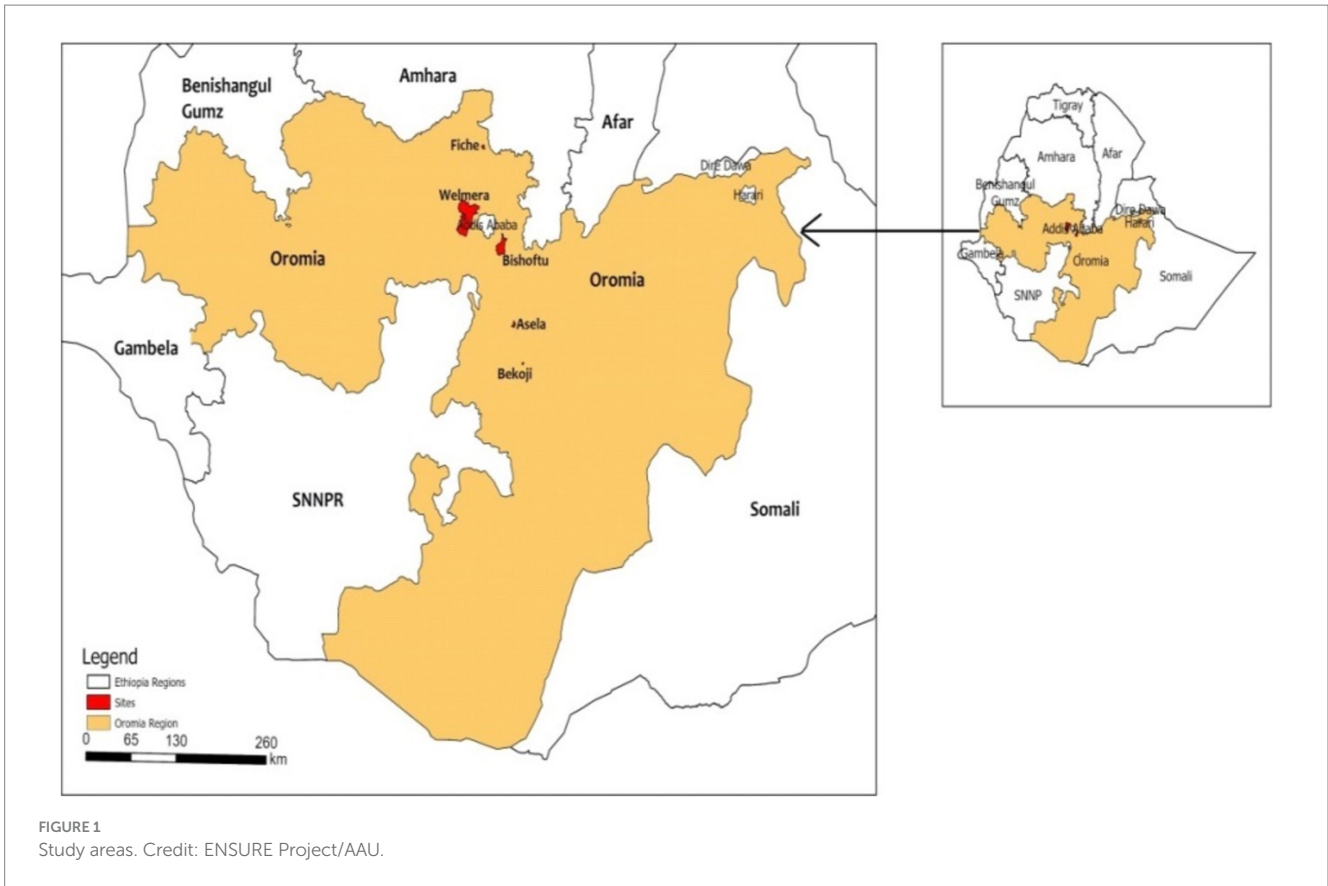 Benishangul
Gumz
Amhara
Afar
Fiche
Dire Dawa
Harari
Welmera
Addis Ababa
Bishoftu
Oromia
Oromia
Asela
Gambela
Bekoji
SNNPR
Somali
Legend
Ethiopia Regions
Sites
Oromia Region
0 65 130 260
km
Tigray
Amhara
Afar
Benishangul
Gumz
Dire Dawa
Harari
Addis Ababa
Gambela
Oromia
Somali
SNNP
FIGURE 1
Study areas. Credit: ENSURE Project/AAU.